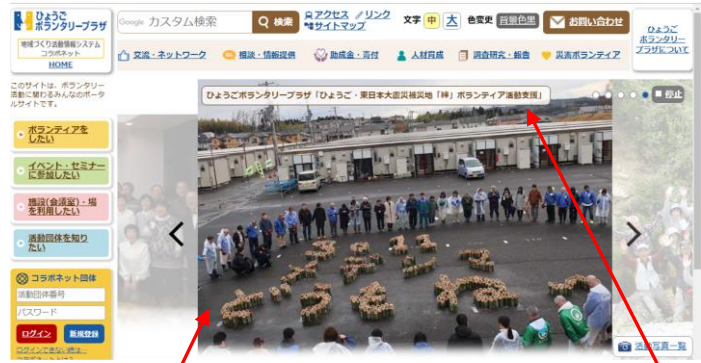 ひょうご
ボランタリープラザ
地域づくり活動情報システム
コラボネット
HOME
Google カスタム検索
検索
アクセス
リンク
サイトマップ
文字 中 大
色変更 背景色黒
お問い合わせ
ひょうご
ボランタリー
プラザについて
交流・ネットワーク
相談・情報提供
助成金・寄付
人材育成
調査研究・報告
災害ボランティア
このサイトは、ボランタリー
活動に関わるみんなのポータ
ルサイトです。
ボランティアを
したい
イベント・セミナー
に参加したい
施設(会議室)・場
を利用したい
活動団体を知り
たい
コラボネット団体
活動団体番号
パスワード
ログイン
新規登録
ログインできない時は…
ひょうごボランタリープラザ「ひょうご・東日本大震災被災地「絆」ボランティア活動支援」
停止
活動写真一覧